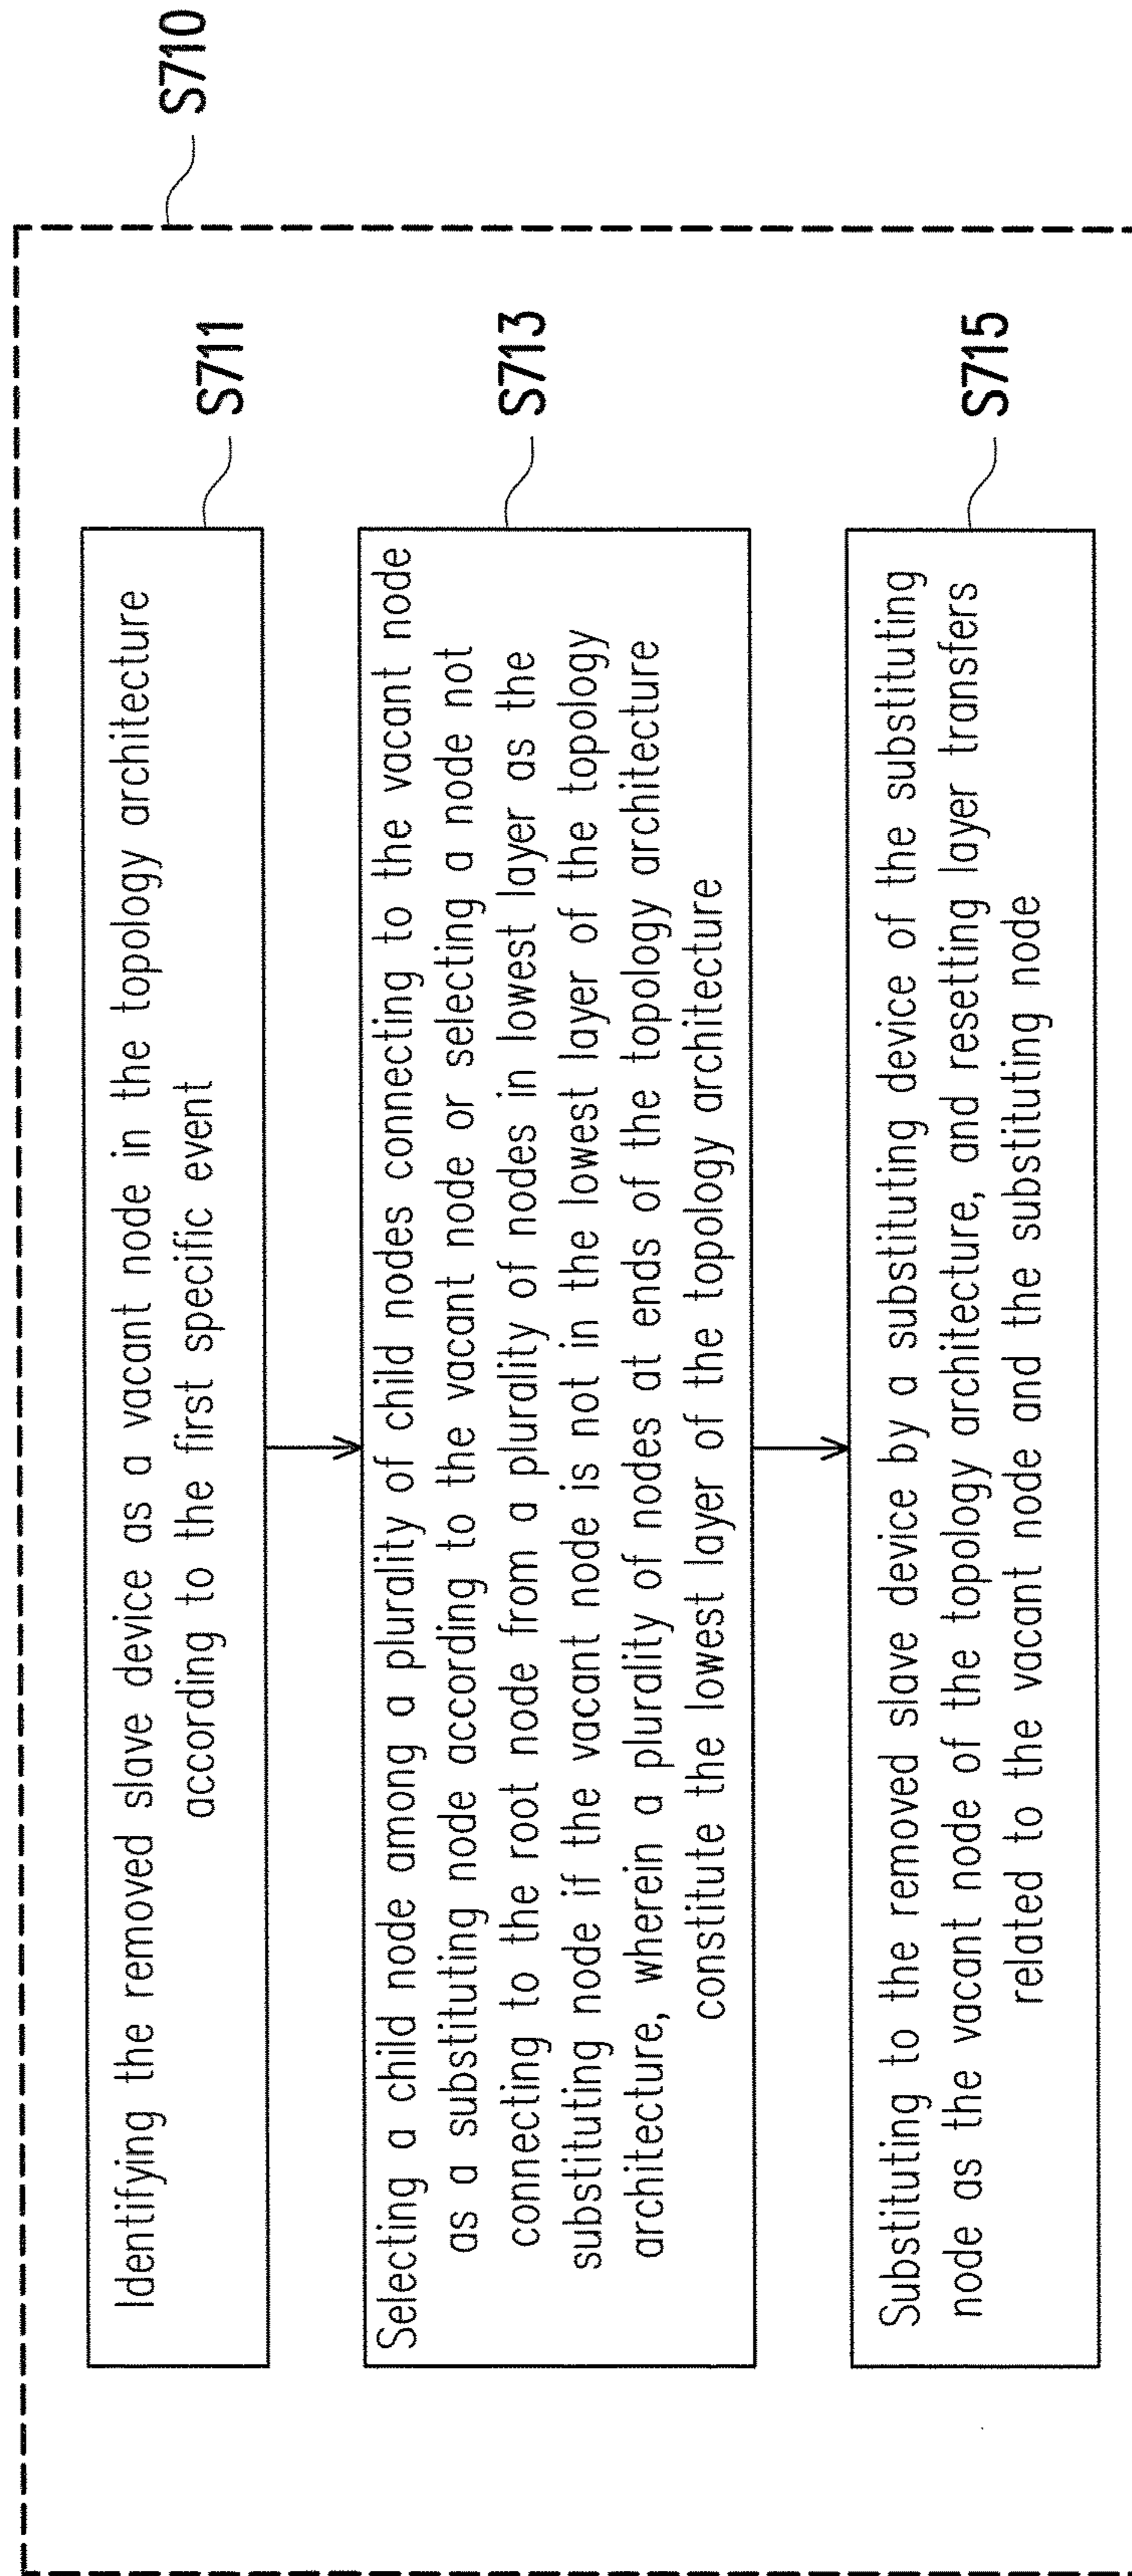 S710
S711
Identifying the removed slave device as a vacant node in the topology architecture
according to the first specific event
S713
Selecting a child node among a plurality of child nodes connecting to the vacant node
as a substituting node according to the vacant node or selecting a node not
connecting to the root node from a plurality of nodes in lowest layer as the
substituting node if the vacant node is not in the lowest layer of the topology
architecture, wherein a plurality of nodes at ends of the topology architecture
constitute the lowest layer of the topology architecture
S715
Substituting to the removed slave device by a substituting device of the substituting
node as the vacant node of the topology architecture, and resetting layer transfers
related to the vacant node and the substituting node